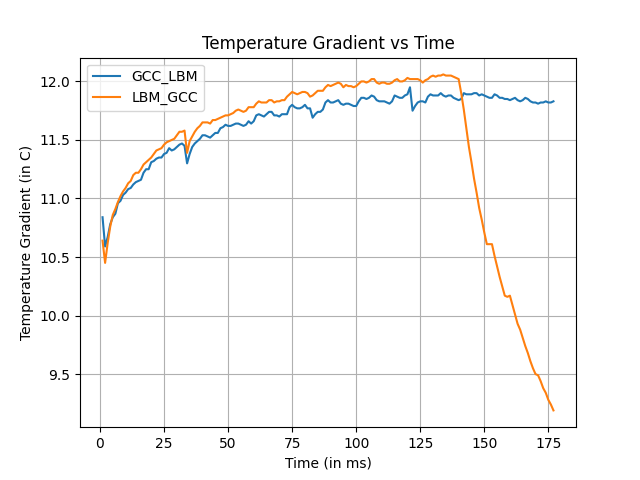 Temperature Gradient vs Time
GCC_LBM
LBM_GCC
Temperature Gradient (in C)
12.0
11.5
11.0
10.5
10.0
9.5
0 25 50 75 100 125 150 175
Time (in ms)